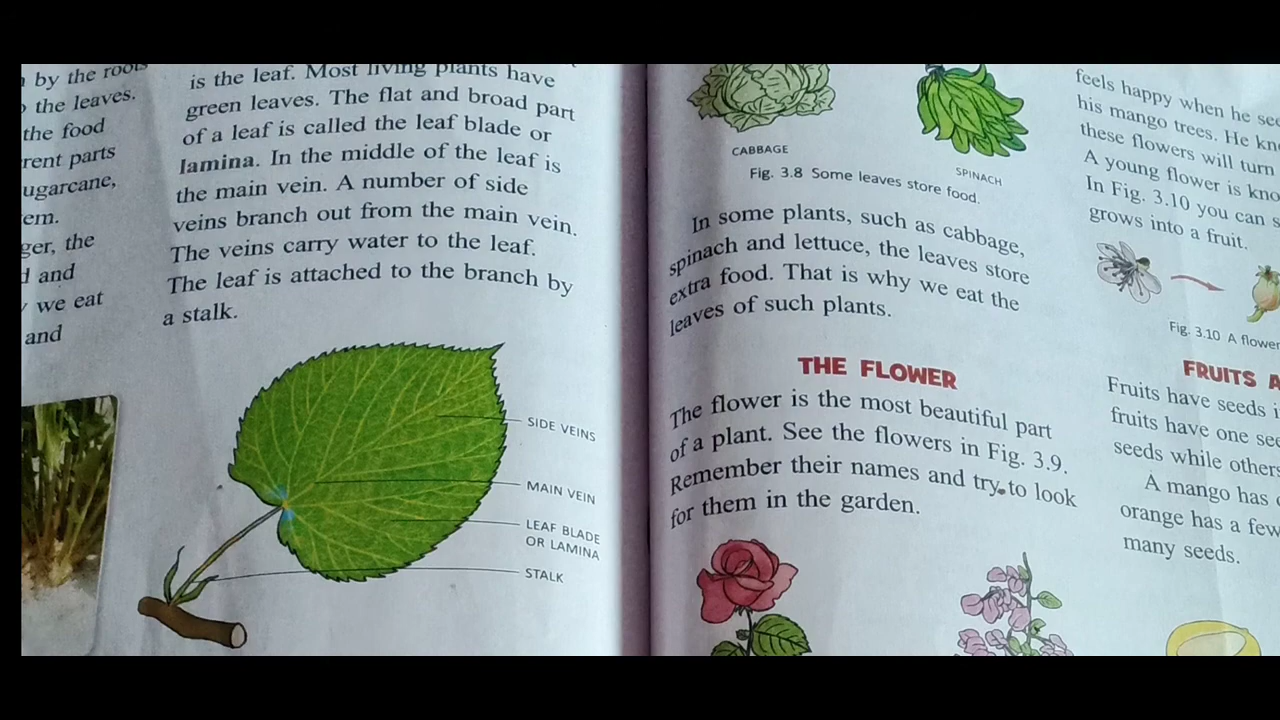 by the roots
the leaves.
the food
parts
sugarcane,
ger, the
and
we eat
and
is the leaf. Most living plants have
green leaves. The flat and broad part
of a leaf is called the leaf blade or
lamina. In the middle of the leaf is
the main vein. A number of side
veins branch out from the main vein.
The veins carry water to the leaf.
The leaf is attached to the branch by
a stalk.
SIDE VEINS
MAIN VEIN
LEAF BLADE
OR LAMINA
STALK
CABBAGE
SPINACH
Fig. 3.8 Some leaves store food.
In some plants, such as cabbage,
spinach and lettuce, the leaves store
extra food. That is why we eat the
leaves of such plants.
THE FLOWER
The flower is the most beautiful part
of a plant. See the flowers in Fig. 3.9.
Remember their names and try to look
for them in the garden.
feels happy when he
his mango trees. He
these flowers will turn
A young flower is
In Fig. 3.10 you can
grows into a fruit.
Fig. 3.10 A flower
FRUITS
Fruits have seeds
fruits have one
seeds while others
A mango has
orange has a few
many seeds.